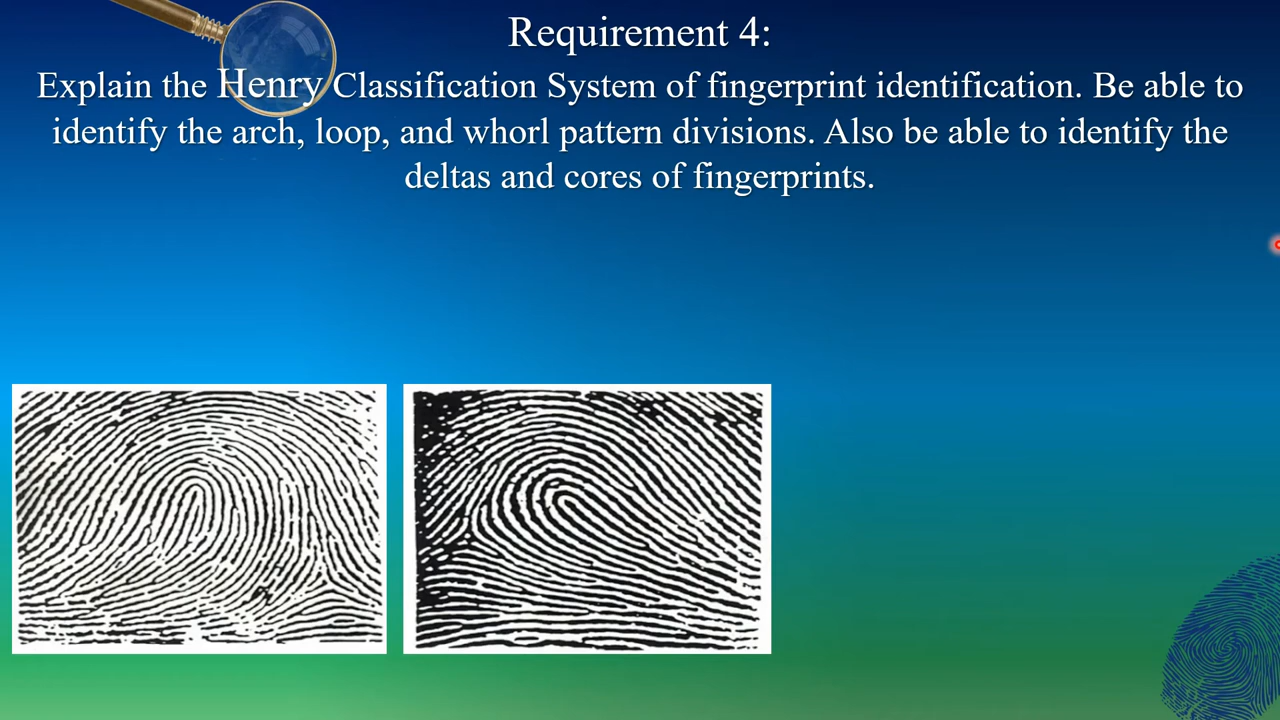 Requirement 4:
Explain the Henry Classification System of fingerprint identification. Be able to
identify the arch, loop, and whorl pattern divisions. Also be able to identify the
deltas and cores of fingerprints.